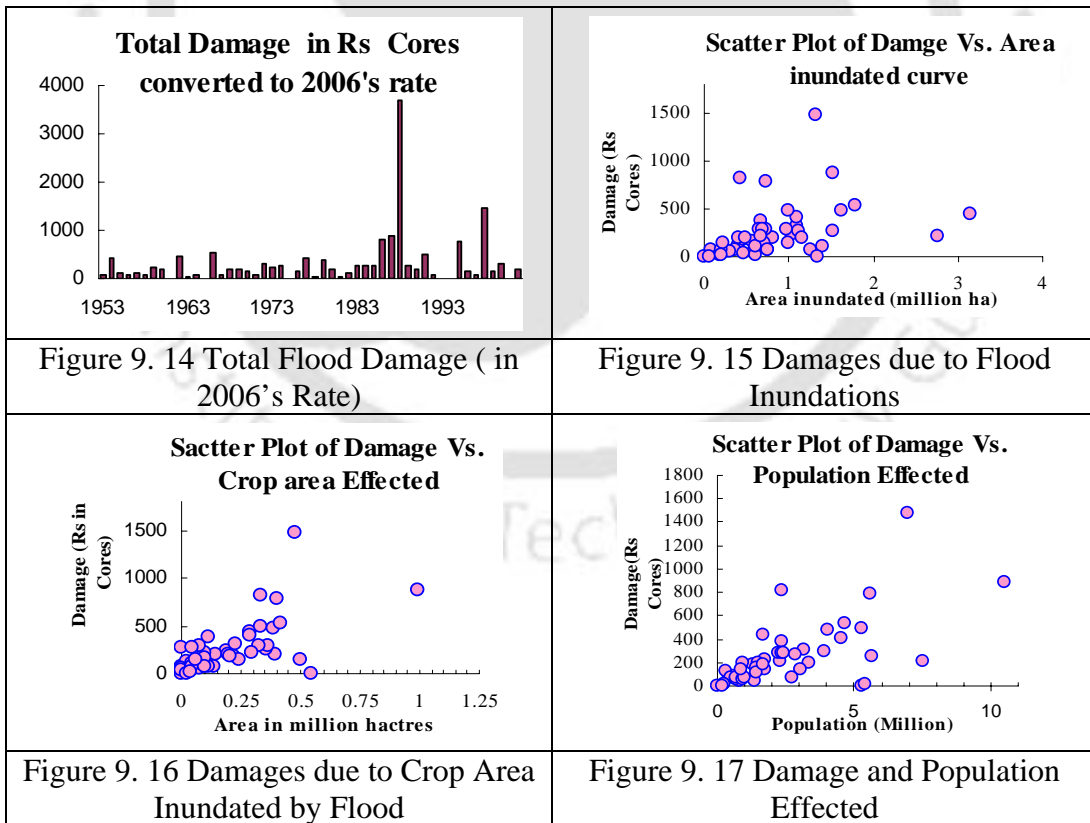 Total Damage in Rs Cores
converted to 2006's rate
4000
3000
2000
1000
0
1953 1963 1973 1983 1993
Figure 9. 14 Total Flood Damage ( in
2006's Rate)
Scatter Plot of Damge Vs. Area
inundated curve
Damage (Rs
Cores)
1500
1000
500
0
0 1 2 3 4
Area inundated (million ha)
Figure 9. 15 Damages due to Flood
Inundations
Sactter Plot of Damage Vs.
Crop area Effected
Damage (Rs in
Cores)
1500
1000
500
0
0 0.25 0.5 0.75 1 1.25
Area in million hactres
Figure 9. 16 Damages due to Crop Area
Inundated by Flood
Scatter Plot of Damage Vs.
Population Effected
Damage(Rs
Cores)
1800
1600
1400
1200
1000
800
600
400
200
0
0 5 10
Population (Million)
Figure 9. 17 Damage and Population
Effected
Tec